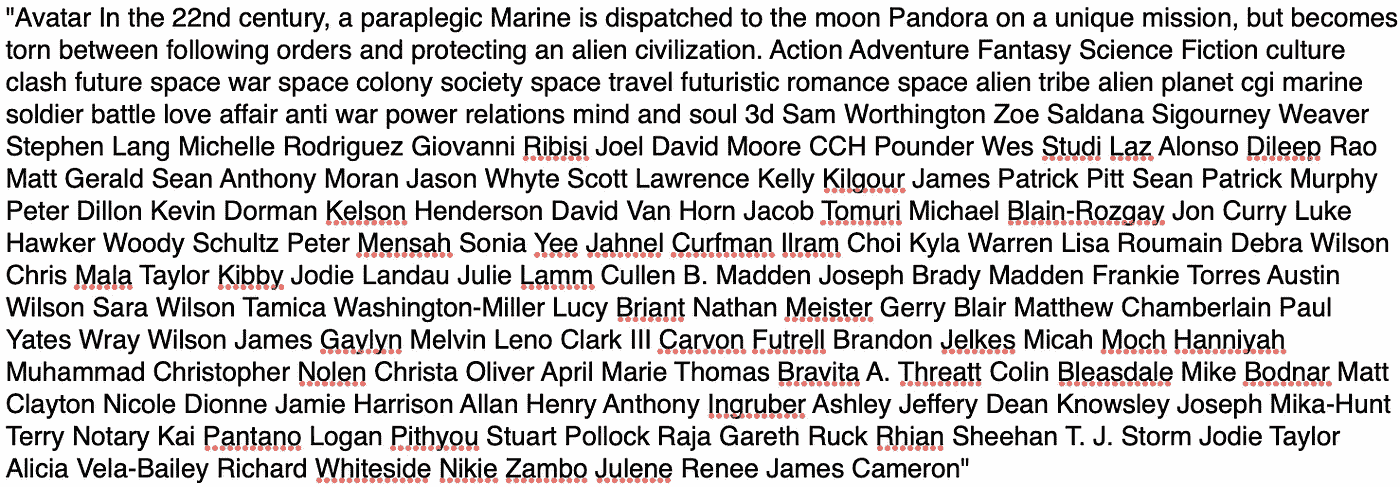 "Avatar In the 22nd century, a paraplegic Marine is dispatched to the moon Pandora on a unique mission, but becomes
torn between following orders and protecting an alien civilization. Action Adventure Fantasy Science Fiction culture
clash future space war space colony society space travel futuristic romance space alien tribe alien planet cgi marine
soldier battle love affair anti war power relations mind and soul 3d Sam Worthington Zoe Saldana Sigourney Weaver
Stephen Lang Michelle Rodriguez Giovanni Ribisi Joel David Moore CCH Pounder Wes Studi Laz Alonso Dileep Rao
Matt Gerald Sean Anthony Moran Jason Whyte Scott Lawrence Kelly Kilgour James Patrick Pitt Sean Patrick Murphy
Peter Dillon Kevin Dorman Kelson Henderson David Van Horn Jacob Tomuri Michael Blain-Rozgay Jon Curry Luke
Hawker Woody Schultz Peter Mensah Sonia Yee Jahnel Curfman Ilram Choi Kyla Warren Lisa Roumain Debra Wilson
Chris Mala Taylor Kibby Jodie Landau Julie Lamm Cullen B. Madden Joseph Brady Madden Frankie Torres Austin
Wilson Sara Wilson Tamica Washington-Miller Lucy Briant Nathan Meister Gerry Blair Matthew Chamberlain Paul
Yates Wray Wilson James Gaylyn Melvin Leno Clark III Carvon Futrell Brandon Jelkes Micah Moch Hanniyah
Muhammad Christopher Nolen Christa Oliver April Marie Thomas Bravita A. Threatt Colin Bleasdale Mike Bodnar Matt
Clayton Nicole Dionne Jamie Harrison Allan Henry Anthony Ingruber Ashley Jeffery Dean Knowsley Joseph Mika-Hunt
Terry Notary Kai Pantano Logan Pithyou Stuart Pollock Raja Gareth Ruck Rhian Sheehan T. J. Storm Jodie Taylor
Alicia Vela-Bailey Richard Whiteside Nikie Zambo Julene Renee James Cameron"